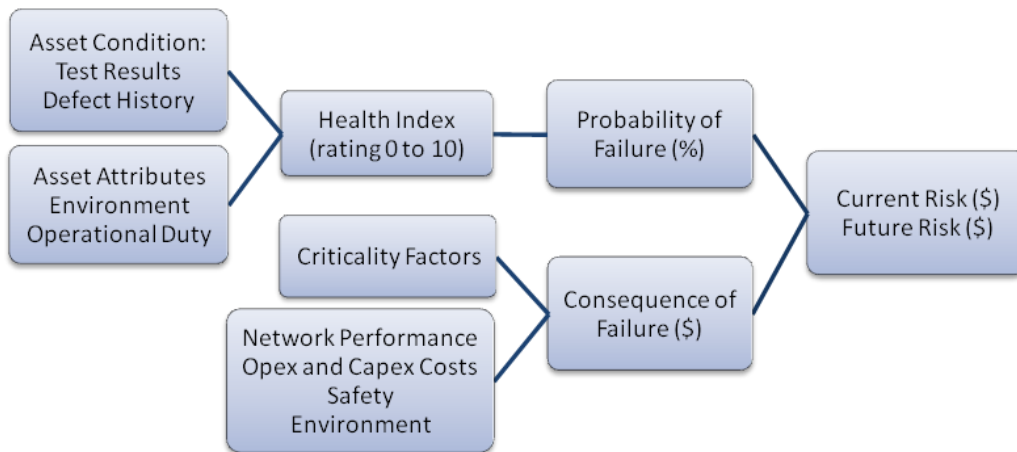 Asset Condition:
Test Results
Defect History
Asset Attributes
Environment
Operational Duty
Health Index
(rating 0 to 10)
Probability of
Failure (%)
Criticality Factors
Network Performance
Opex and Capex Costs
Safety
Environment
Consequence of
Failure ($)
Current Risk ($)
Future Risk ($)